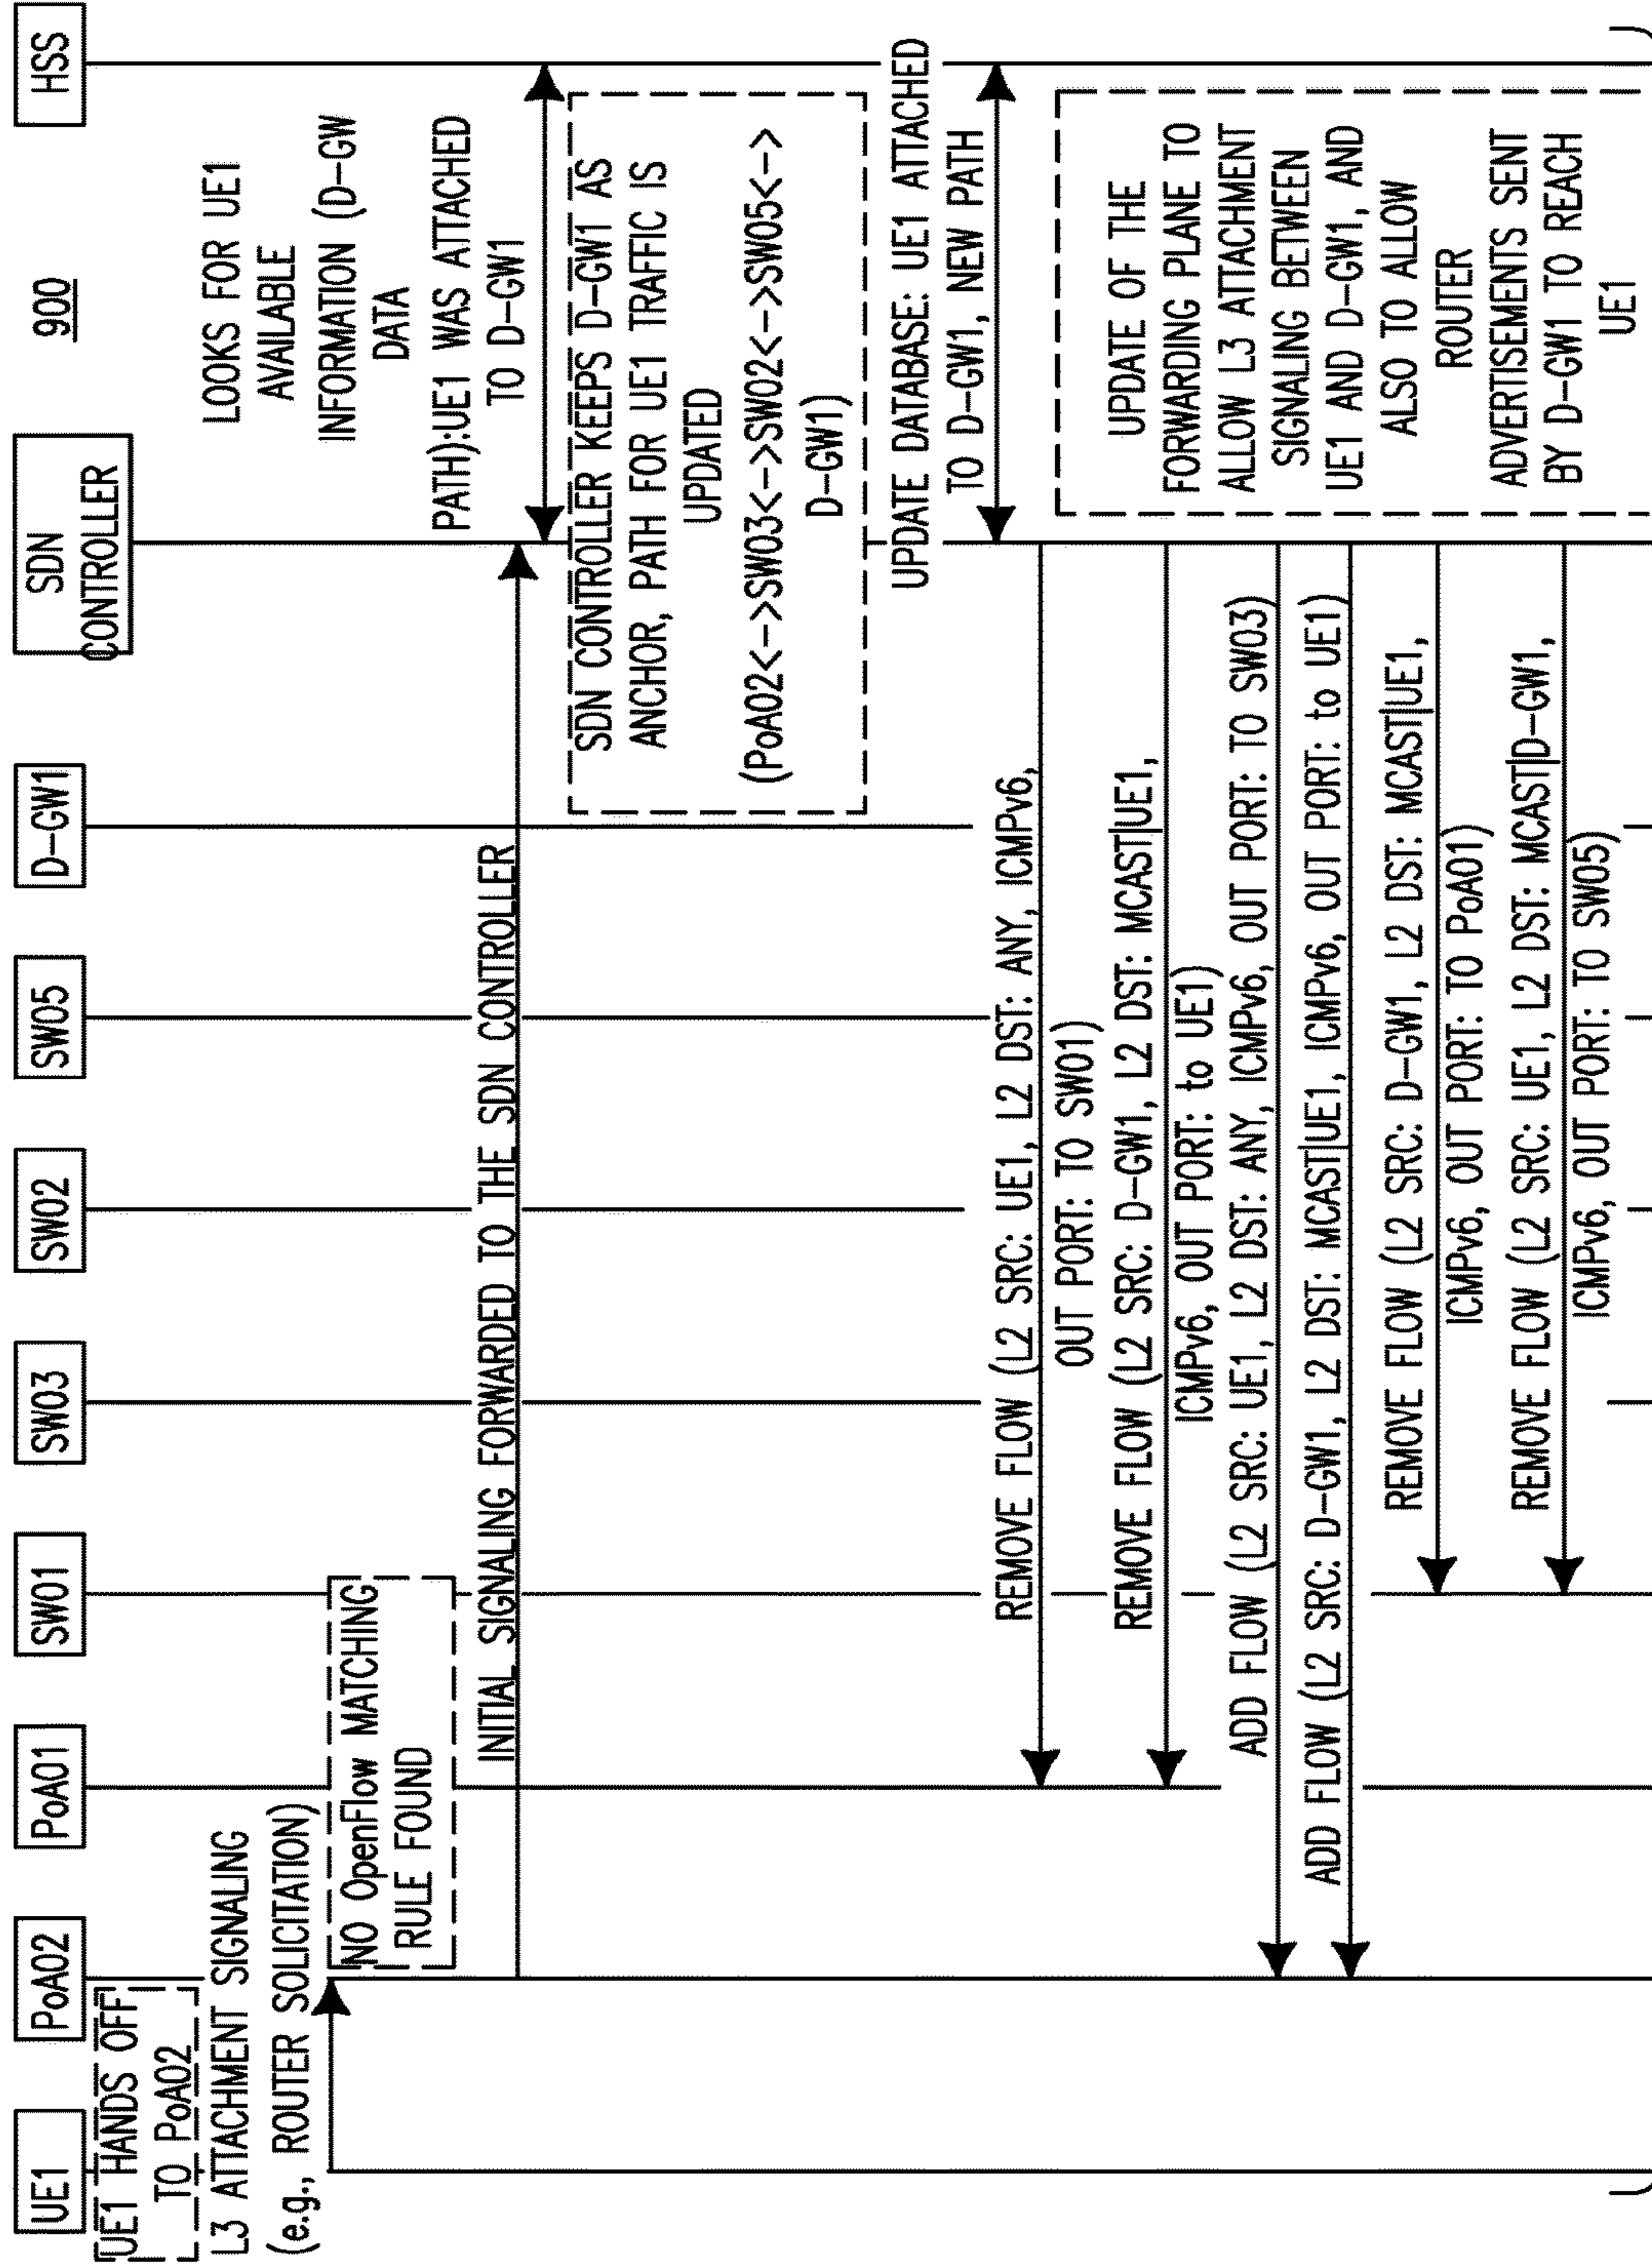 900
UE1
PoA02
PoA01
SW01
SW03
SW02
SW05
D-GW1
SDN
CONTROLLER
HSS
UE1 HANDS OFF
TO PoA02
L3 ATTACHMENT SIGNALING
(e.g., ROUTER SOLICITATION)
NO OpenFlow MATCHING
RULE FOUND
INITIAL SIGNALING FORWARDED TO THE SDN CONTROLLER
LOOKS FOR UE1
AVAILABLE
INFORMATION (D-GW
DATA
PATH):UE1 WAS ATTACHED
TO D-GW1
SDN CONTROLLER KEEPS D-GW1 AS
ANCHOR, PATH FOR UE1 TRAFFIC IS
UPDATED
(PoA02<->SW03<->SW02<->SW05<->
D-GW1)
UPDATE DATABASE: UE1 ATTACHED
TO D-GW1, NEW PATH
REMOVE FLOW (L2 SRC: UE1, L2 DST: ANY, ICMPv6,
OUT PORT: TO SW01)
REMOVE FLOW (L2 SRC: D-GW1, L2 DST: MCAST|UE1,
ICMPv6, OUT PORT: to UE1)
ADD FLOW (L2 SRC: UE1, L2 DST: ANY, ICMPv6, OUT PORT: TO SW03)
ADD FLOW (L2 SRC: D-GW1, L2 DST: MCAST|UE1, ICMPv6, OUT PORT: to UE1)
REMOVE FLOW (L2 SRC: D-GW1, L2 DST: MCAST|UE1,
ICMPv6, OUT PORT: TO PoA01)
REMOVE FLOW (L2 SRC: UE1, L2 DST: MCAST|D-GW1,
ICMPv6, OUT PORT: TO SW05)
UPDATE OF THE
FORWARDING PLANE TO
ALLOW L3 ATTACHMENT
SIGNALING BETWEEN
UE1 AND D-GW1, AND
ALSO TO ALLOW
ROUTER
ADVERTISEMENTS SENT
BY D-GW1 TO REACH
UE1